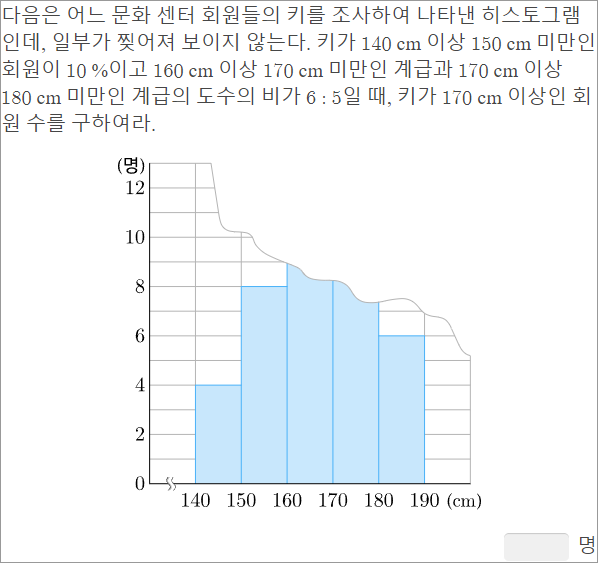 다음은 어느 문화 센터 회원들의 키를 조사하여 나타낸 히스토그램
인데, 일부가 찢어져 보이지 않는다. 키가 140 cm 이상 150 cm 미만인
회원이 10 %이고 160 cm 이상 170 cm 미만인 계급과 170 cm 이상
180 cm 미만인 계급의 도수의 비가 6 : 5일 때, 키가 170 cm 이상인 회
원 수를 구하여라.
(명)
12
10
8
6
4
2
0
140 150 160 170 180 190 (cm)
명